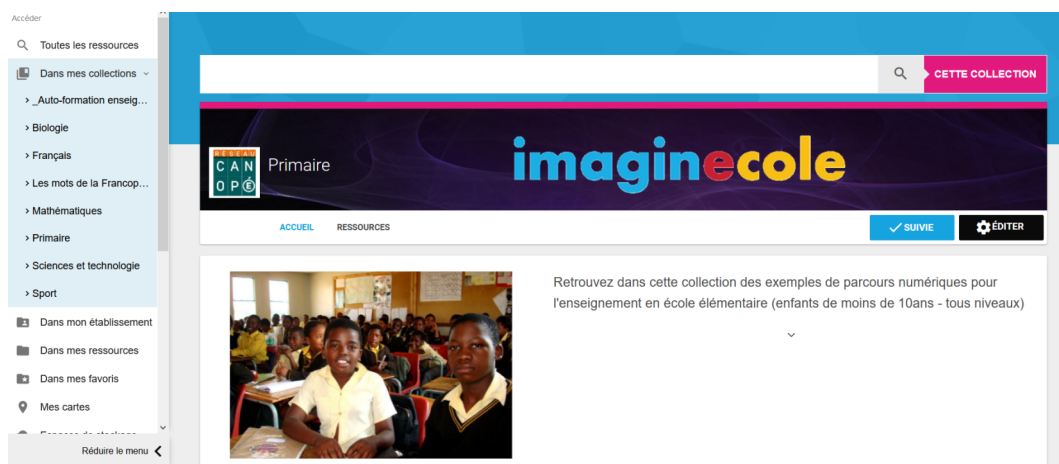 Accéder
Toutes les ressources
Dans mes collections
_Auto-formation enseig...
Biologie
Français
Les mots de la Francop...
Mathématiques
Primaire
Sciences et technologie
Sport
Dans mon établissement
Dans mes ressources
Dans mes favoris
Mes cartes
Réduire le menu
CETTE COLLECTION
RÉSEAU
CAN
OPÉ
Primaire
imaginecole
ACCUEIL RESSOURCES
SUIVIE
ÉDITER
Retrouvez dans cette collection des exemples de parcours numériques pour
l'enseignement en école élémentaire (enfants de moins de 10ans - tous niveaux)